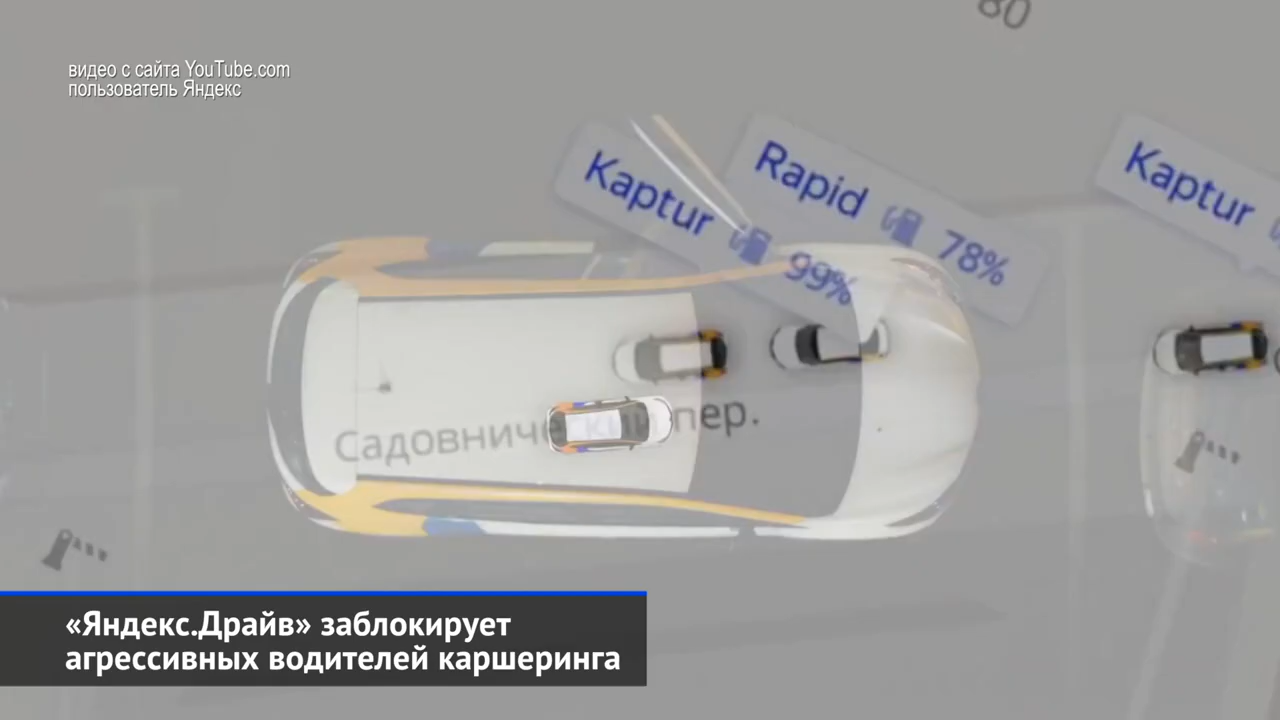 80
видео с сайта YouTube.com
пользователь Яндекс
Kaptur 99%
Rapid 78%
Kaptur
Садовнический пер.
«Яндекс.Драйв» заблокирует
агрессивных водителей каршеринга